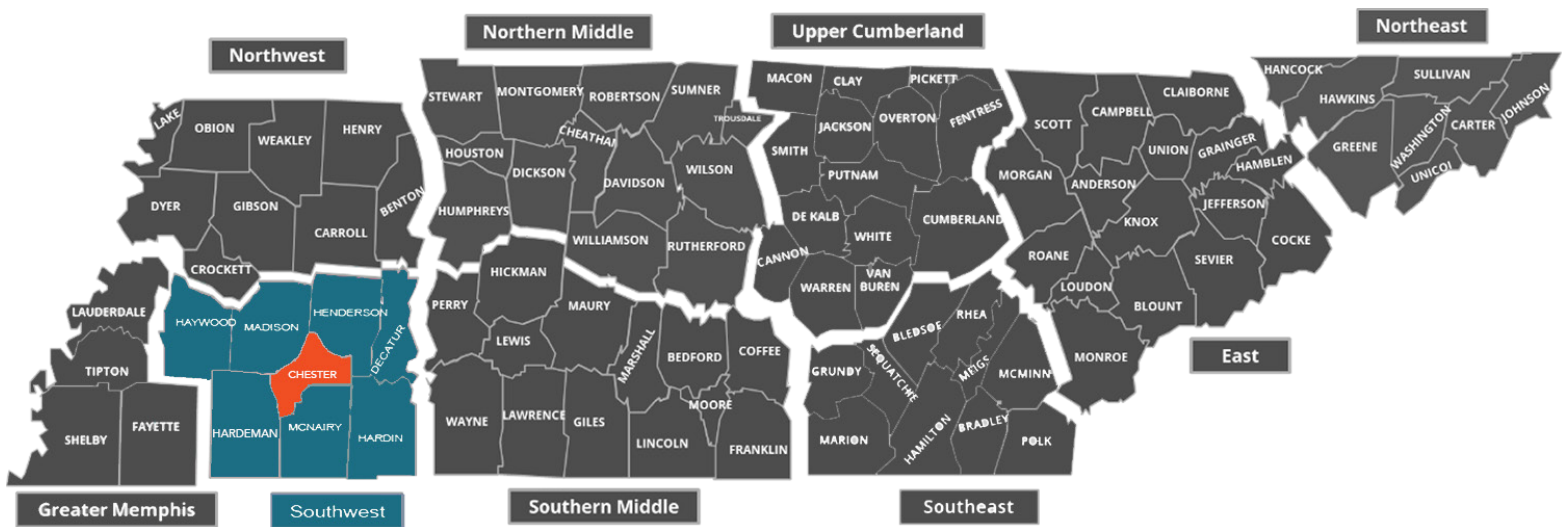 Northwest
Northern Middle
Upper Cumberland
Northeast
LAKE
OBION
WEAKLEY
HENRY
DYER
GIBSON
CARROLL
BENTON
CROCKETT
STEWART
MONTGOMERY
ROBERTSON
SUMNER
TROUSDALE
CHEATHAI
HOUSTON
DICKSON
DAVIDSON
WILSON
HUMPHREYS
WILLIAMSON
RUTHERFORD
MACON
CLAY
PICKETT
FENTRESS
JACKSON
OVERTON
SMITH
PUTNAM
DE KALB
WHITE
CUMBERLAND
CANNON
WARREN
VAN
BUREN
SCOTT
CAMPBELL
CLAIBORNE
MORGAN
ANDERSON
UNION
GRAINGER
HAMBLEN
JEFFERSON
KNOX
COCKE
ROANE
LOUDON
BLOUNT
SEVIER
MONROE
HANCOCK
HAWKINS
SULLIVAN
JOHNSON
GREENE
WASHINGTON
CARTER
UNICOI
LAUDERDALE
TIPTON
SHELBY
FAYETTE
HAYWOOD
MADISON
HENDERSON
DECATUR
CHESTER
HARDEMAN
MCNAIRY
HARDIN
PERRY
HICKMAN
MAURY
LEWIS
MARSHALL
BEDFORD
COFFEE
WAYNE
LAWRENCE
GILES
LINCOLN
MOORE
FRANKLIN
BLEDSOE
RHEA
GRUNDY
SEQUATCHIE
MEIGS
MCMINN
MARION
HAMILTON
BRADLEY
POLK
East
Greater Memphis
Southwest
Southern Middle
Southeast